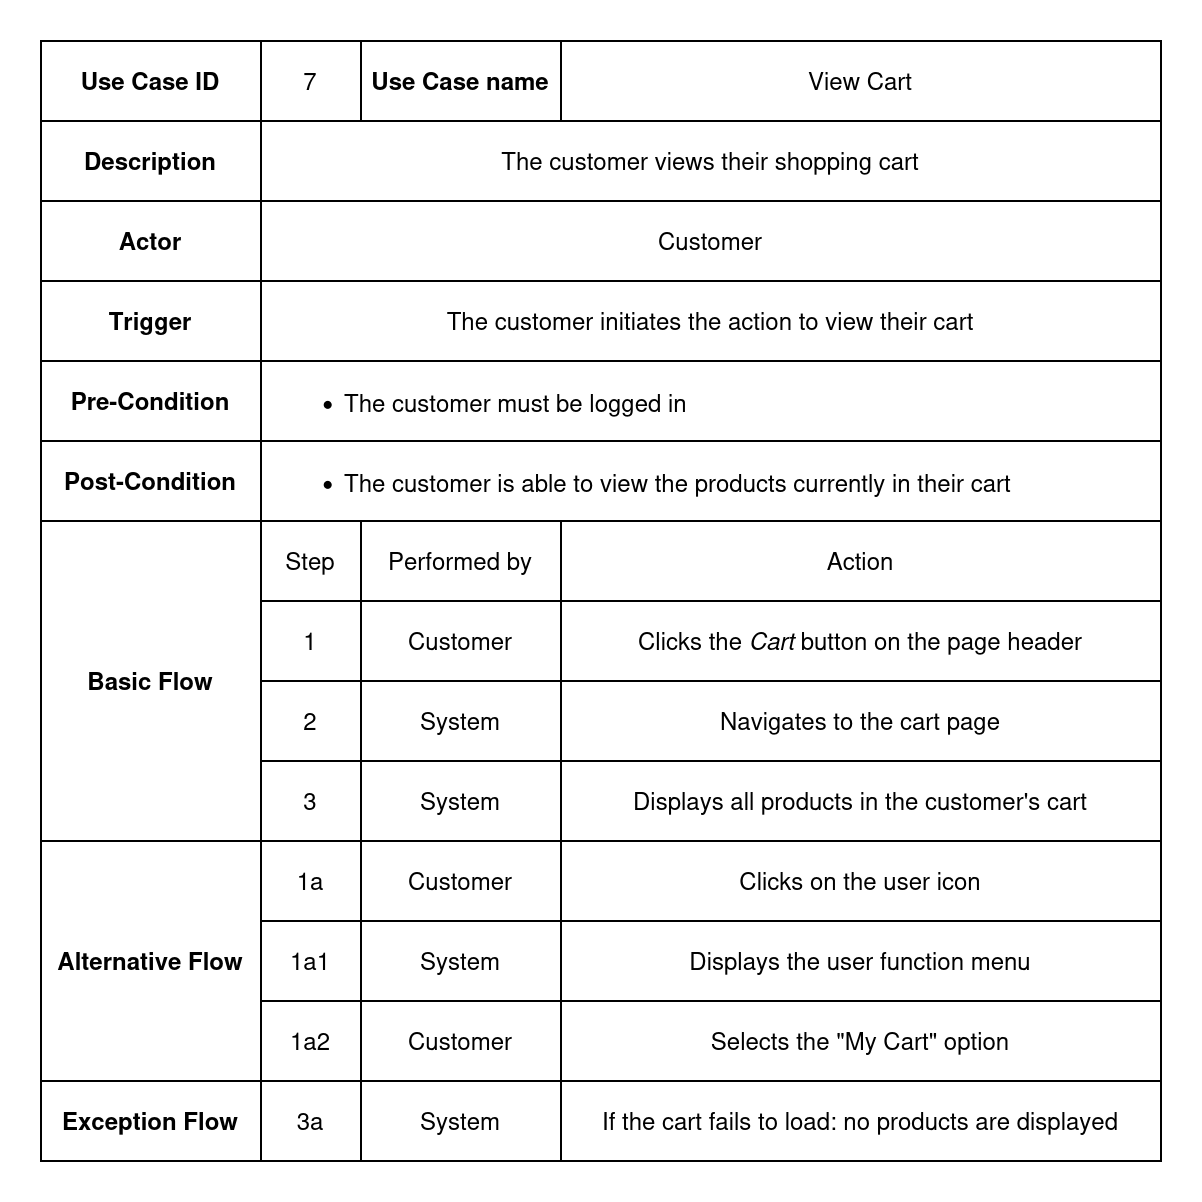 Use Case ID 7 Use Case name View Cart
Description The customer views their shopping cart
Actor Customer
Trigger The customer initiates the action to view their cart
Pre-Condition • The customer must be logged in
Post-Condition • The customer is able to view the products currently in their cart
Basic Flow
Step Performed by Action
1 Customer Clicks the Cart button on the page header
2 System Navigates to the cart page
3 System Displays all products in the customer's cart
Alternative Flow
1a Customer Clicks on the user icon
1a1 System Displays the user function menu
1a2 Customer Selects the "My Cart" option
Exception Flow 3a System If the cart fails to load: no products are displayed